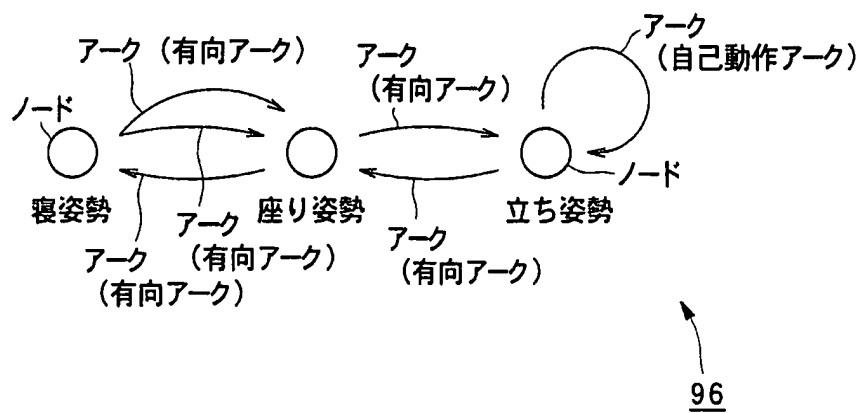 アーク(有向アーク)
アーク
(有向アーク)
アーク
(自己動作アーク)
ノード
ノード
寝姿勢
座り姿勢
立ち姿勢
アーク
(有向アーク)
アーク
(有向アーク)
アーク
(有向アーク)
96